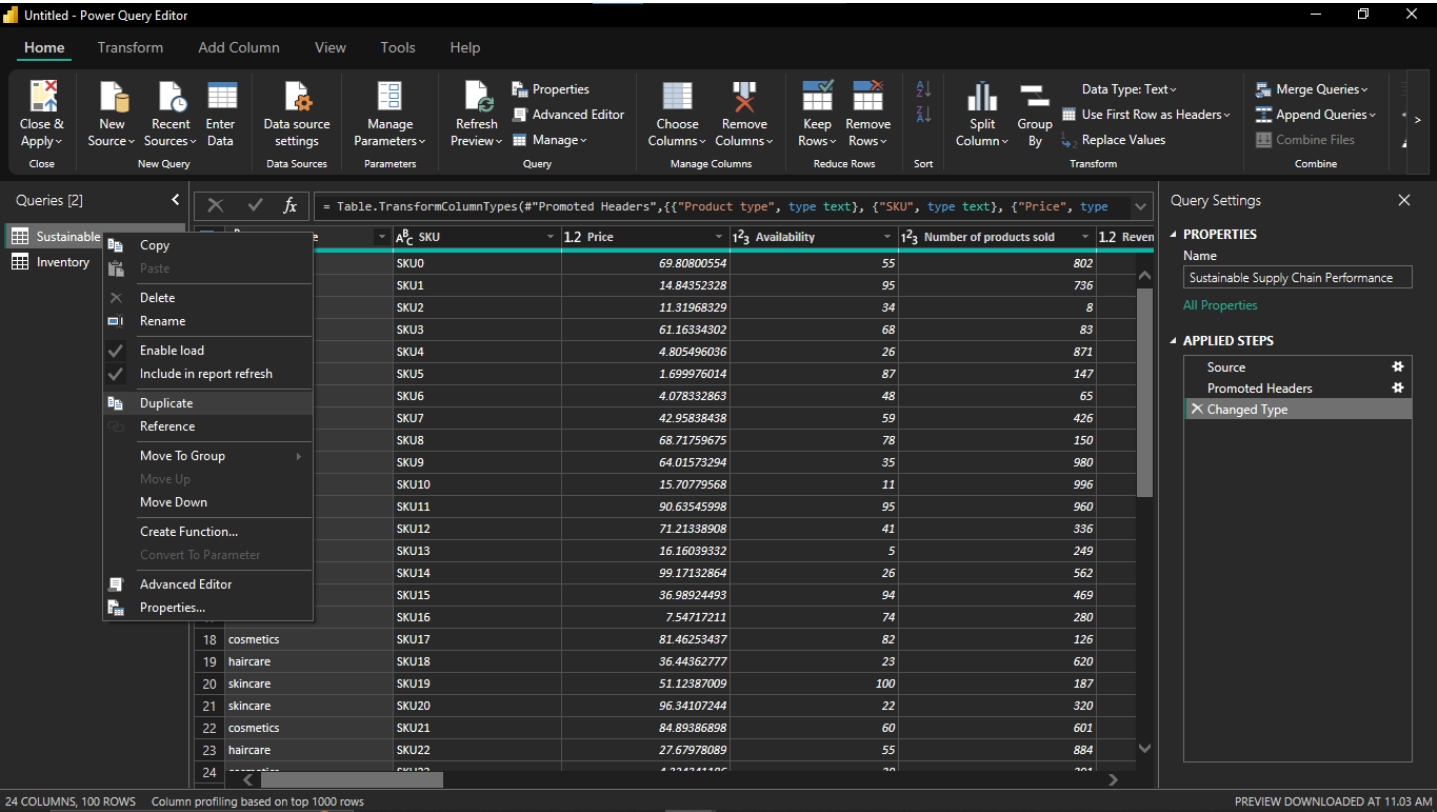 Untitled - Power Query Editor
Home Transform Add Column View Tools Help
Close & Apply
New Source
Recent Sources
Enter Data
Data source settings
Manage Parameters
Refresh Preview
Properties
Advanced Editor
Manage
Choose Columns
Remove Columns
Keep Rows
Remove Rows
Split Column
Group By
Data Type: Text
Use First Row as Headers
Replace Values
Merge Queries
Append Queries
Combine Files
Close New Query Data Sources Parameters Query Manage Columns Reduce Rows Sort Transform Combine
Queries [2]
Sustainable
Inventory
Copy
Paste
Delete
Rename
Enable load
Include in report refresh
Duplicate
Reference
Move To Group
Move Up
Move Down
Create Function...
Convert To Parameter
Advanced Editor
Properties...
fx = Table.TransformColumnTypes(#"Promoted Headers",{{"Product type", type text}, {"SKU", type text}, {"Price", type
e ABC SKU 1.2 Price 123 Availability 123 Number of products sold 1.2 Reven
SKU0 69.80800554 55 802
SKU1 14.84352328 95 736
SKU2 11.31968329 34 8
SKU3 61.16334302 68 83
SKU4 4.805496036 26 871
SKU5 1.699976014 87 147
SKU6 4.078332863 48 65
SKU7 42.95838438 59 426
SKU8 68.71759675 78 150
SKU9 64.01573294 35 980
SKU10 15.70779568 11 996
SKU11 90.63545998 95 960
SKU12 71.21338908 41 336
SKU13 16.16039332 5 249
SKU14 99.17132864 26 562
SKU15 36.98924493 94 469
SKU16 7.54717211 74 280
18 cosmetics SKU17 81.46253437 82 126
19 haircare SKU18 36.44362777 23 620
20 skincare SKU19 51.12387009 100 187
21 skincare SKU20 96.34107244 22 320
22 cosmetics SKU21 84.89386898 60 601
23 haircare SKU22 27.67978089 55 884
24
Query Settings
PROPERTIES
Name
Sustainable Supply Chain Performance
All Properties
APPLIED STEPS
Source
Promoted Headers
Changed Type
24 COLUMNS, 100 ROWS Column profiling based on top 1000 rows
PREVIEW DOWNLOADED AT 11.03 AM